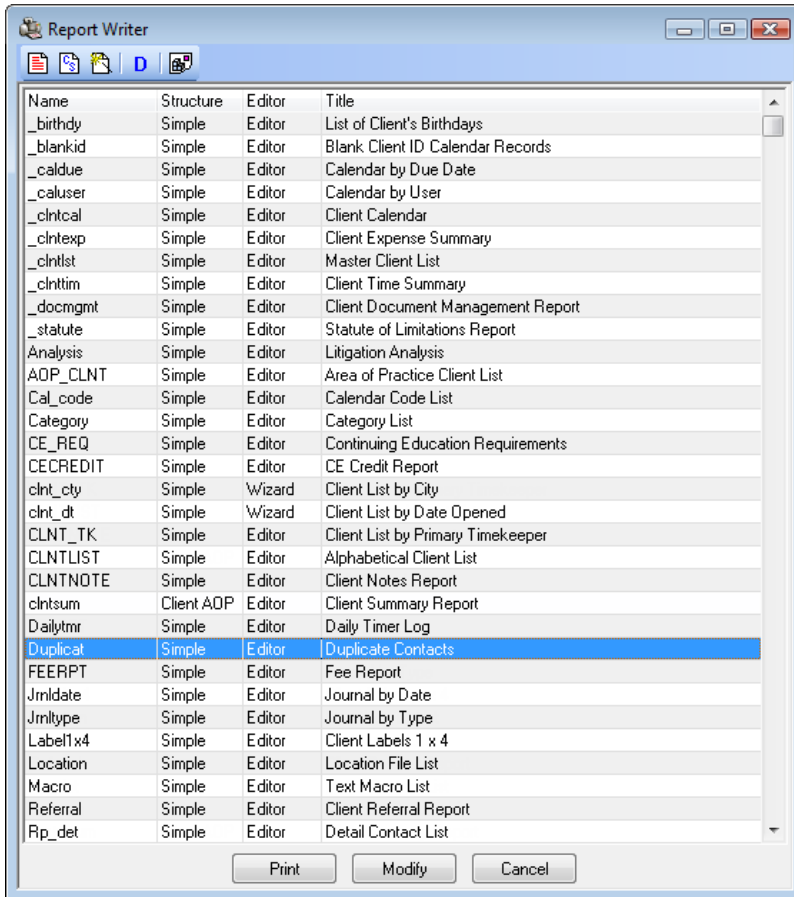 Report Writer
D
Name Structure Editor Title
_birthdy Simple Editor List of Client's Birthdays
_blankid Simple Editor Blank Client ID Calendar Records
_caldue Simple Editor Calendar by Due Date
_caluser Simple Editor Calendar by User
_clntcal Simple Editor Client Calendar
_clntexp Simple Editor Client Expense Summary
_clntlst Simple Editor Master Client List
_clnttim Simple Editor Client Time Summary
_docmgmt Simple Editor Client Document Management Report
_statute Simple Editor Statute of Limitations Report
Analysis Simple Editor Litigation Analysis
AOP_CLNT Simple Editor Area of Practice Client List
Cal_code Simple Editor Calendar Code List
Category Simple Editor Category List
CE_REQ Simple Editor Continuing Education Requirements
CECREDIT Simple Editor CE Credit Report
clnt_cty Simple Wizard Client List by City
clnt_dt Simple Wizard Client List by Date Opened
CLNT_TK Simple Editor Client List by Primary Timekeeper
CLNTLIST Simple Editor Alphabetical Client List
CLNTNOTE Simple Editor Client Notes Report
clntsum Client AOP Editor Client Summary Report
Dailytmr Simple Editor Daily Timer Log
Duplicat Simple Editor Duplicate Contacts
FEERPT Simple Editor Fee Report
Jrnldate Simple Editor Journal by Date
Jrnltype Simple Editor Journal by Type
Label1x4 Simple Editor Client Labels 1 x 4
Location Simple Editor Location File List
Macro Simple Editor Text Macro List
Referral Simple Editor Client Referral Report
Rp_det Simple Editor Detail Contact List
Print Modify Cancel